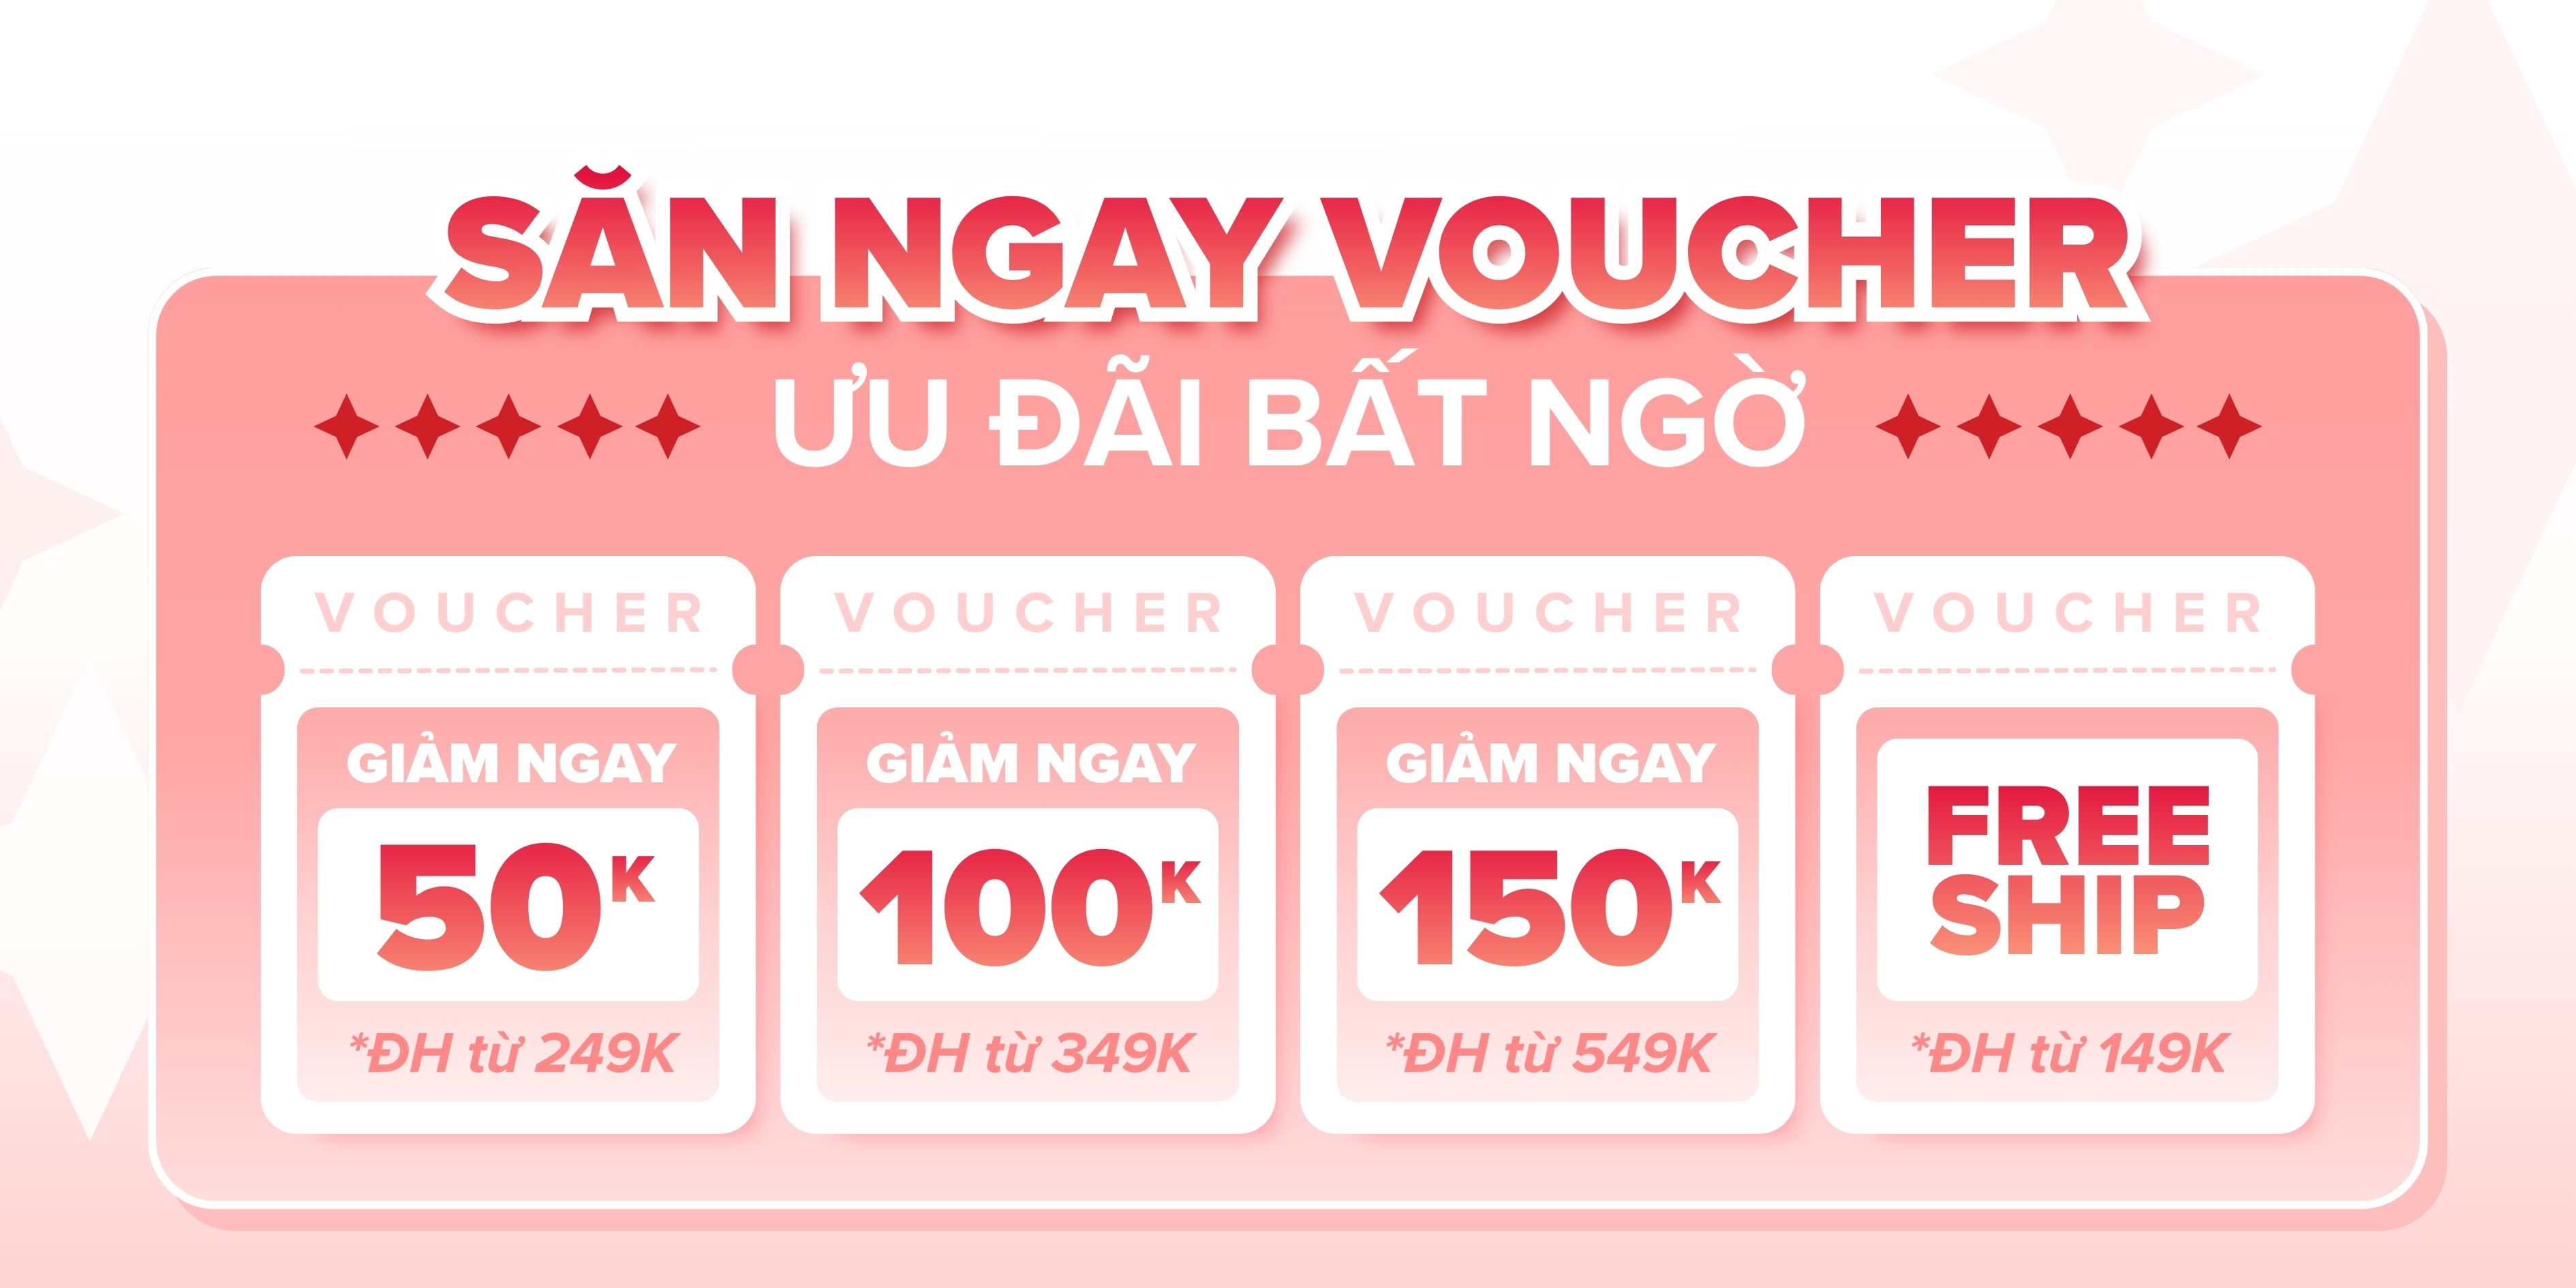 SĂN NGAY VOUCHER
ƯU ĐÃI BẤT NGỜ
VOUCHER
GIẢM NGAY
50K
*ĐH từ 249K
VOUCHER
GIẢM NGAY
100K
*ĐH từ 349K
VOUCHER
GIẢM NGAY
150K
*ĐH từ 549K
VOUCHER
FREE
SHIP
*ĐH từ 149K